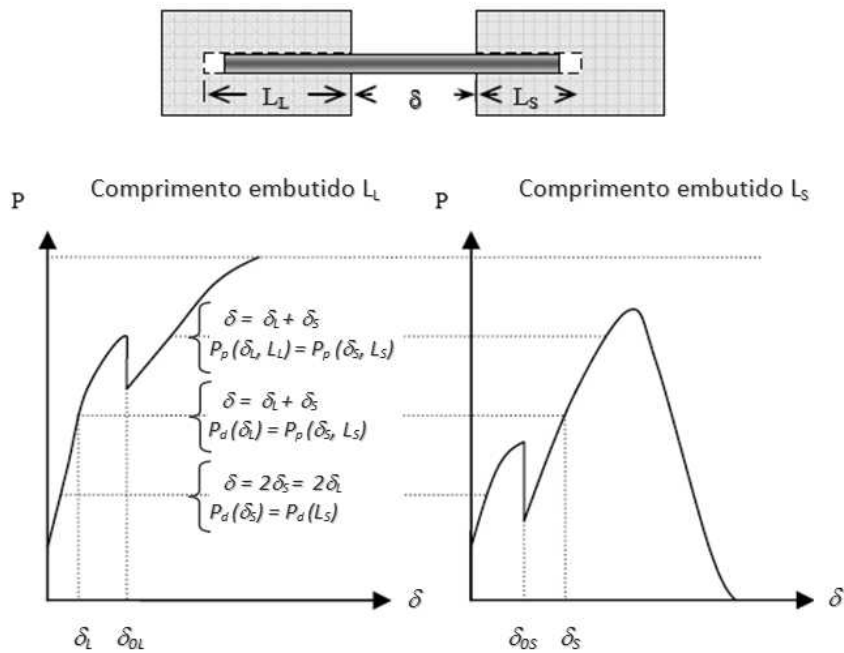 L_L δ L_S
Comprimento embutido L_L
Comprimento embutido L_S
P
P
δ = δ_L + δ_S
P_p (δ_L, L_L) = P_p (δ_S, L_S)
δ = δ_L + δ_S
P_d (δ_L) = P_p (δ_S, L_S)
δ = 2δ_S = 2δ_L
P_d (δ_S) = P_d (L_S)
δ
δ
δ_L δ_0L
δ_0S δ_S